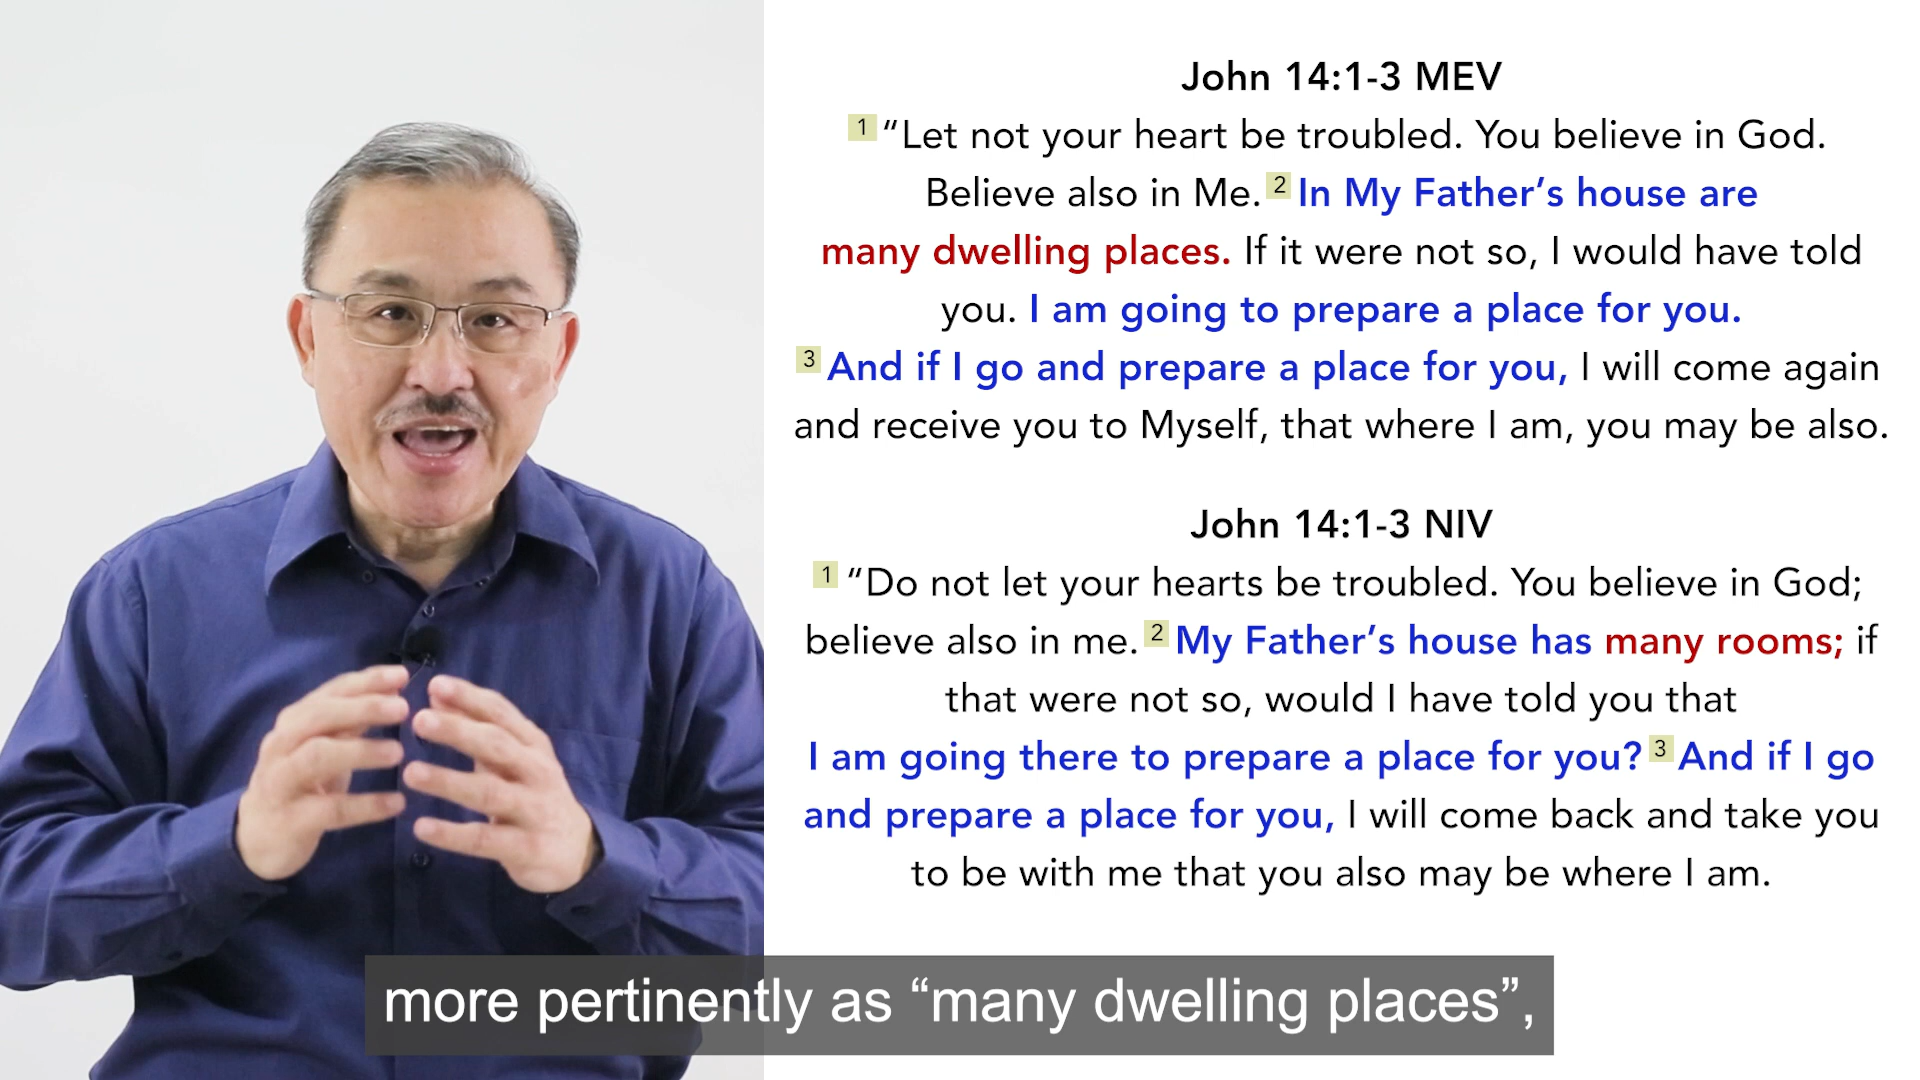 John 14:1-3 MEV
1 “Let not your heart be troubled. You believe in God.
Believe also in Me. 2 In My Father’s house are
many dwelling places. If it were not so, I would have told
you. I am going to prepare a place for you.
3 And if I go and prepare a place for you, I will come again
and receive you to Myself, that where I am, you may be also.
John 14:1-3 NIV
1 “Do not let your hearts be troubled. You believe in God;
believe also in me. 2 My Father’s house has many rooms; if
that were not so, would I have told you that
I am going there to prepare a place for you? 3 And if I go
and prepare a place for you, I will come back and take you
to be with me that you also may be where I am.
more pertinently as “many dwelling places”,